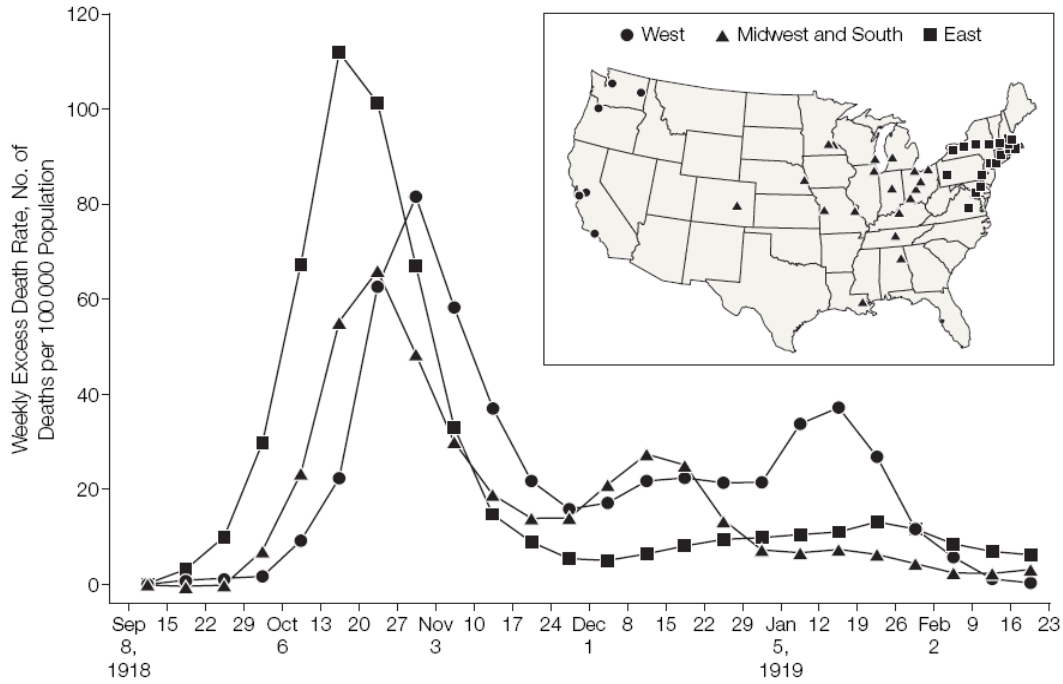 120
100
80
60
40
20
0
Weekly Excess Death Rate, No. of
Deaths per 100 000 Population
West Midwest and South East
Sep 15 22 29 Oct 13 20 27 Nov 10 17 24 Dec 8 15 22 29 Jan 12 19 26 Feb 9 16 23
8, 6 3 1 5, 2
1918 1919